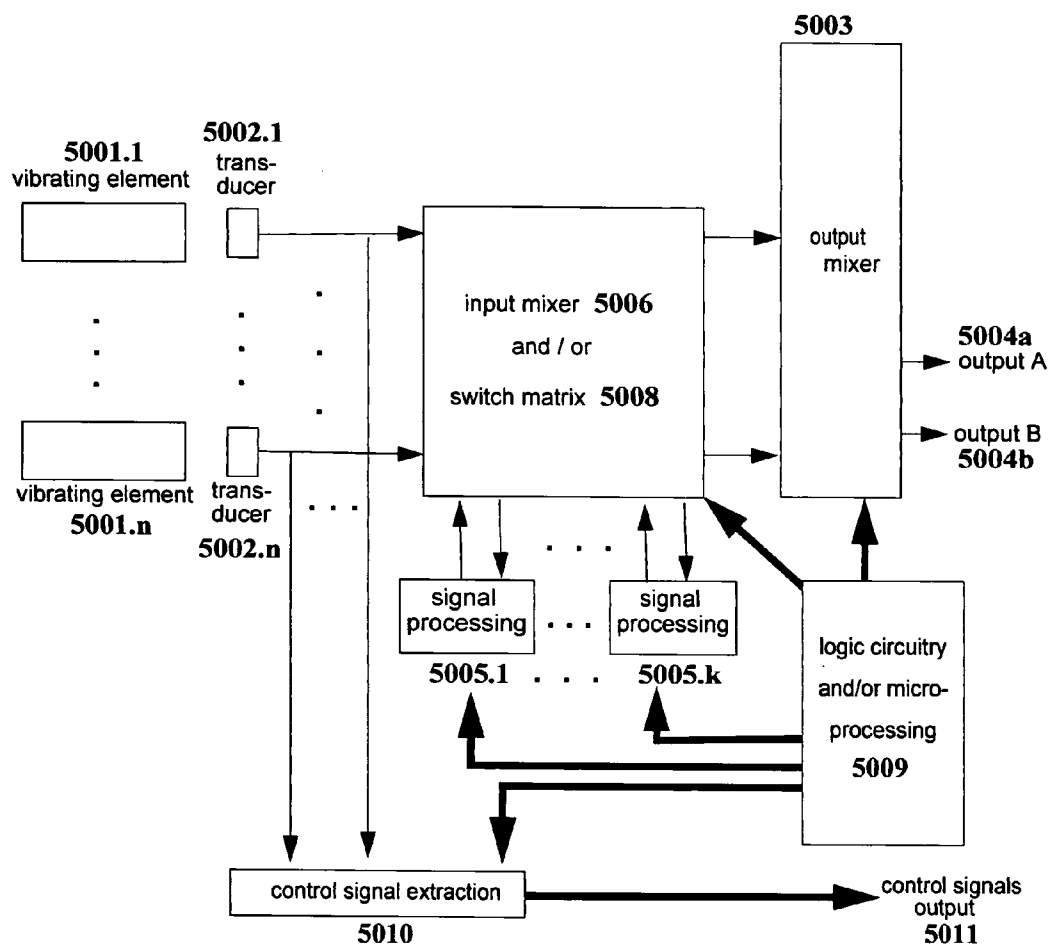 5003
5001.1
vibrating element
5002.1
trans-
ducer
input mixer 5006
and / or
switch matrix 5008
output
mixer
5004a
output A
output B
5004b
vibrating element
5001.n
trans-
ducer
5002.n
signal
processing
5005.1
signal
processing
5005.k
logic circuitry
and/or micro-
processing
5009
control signal extraction
5010
control signals
output
5011